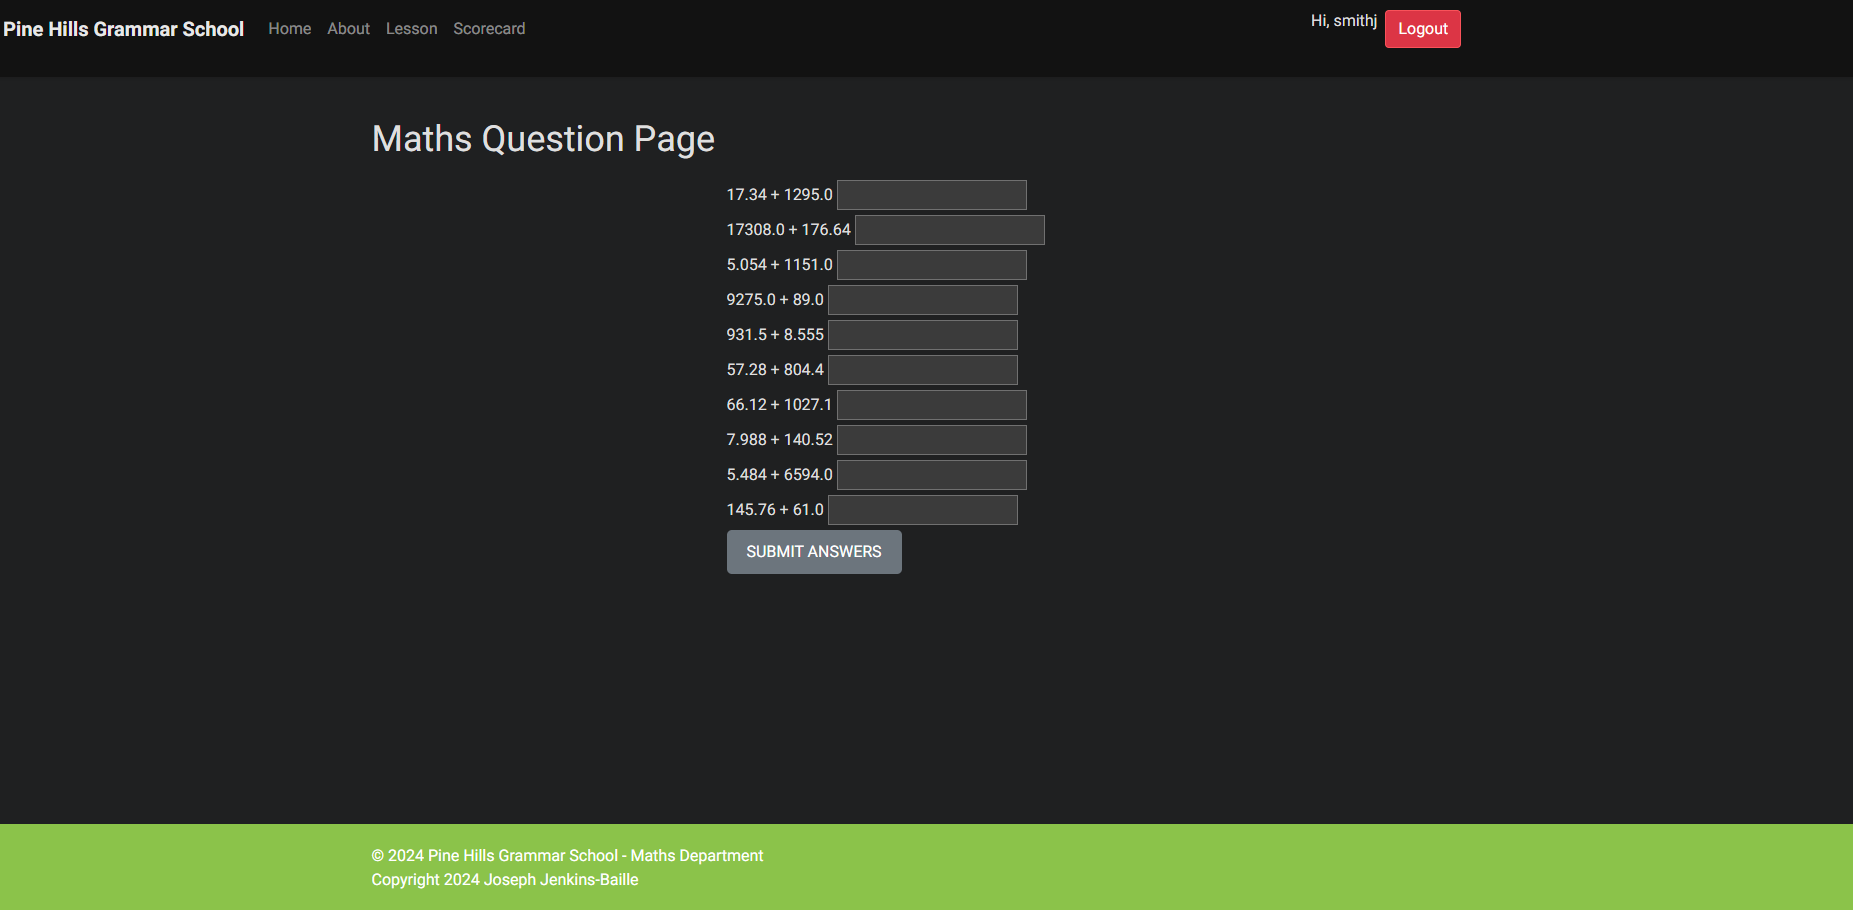 Pine Hills Grammar School Home About Lesson Scorecard Hi, smithj Logout
Maths Question Page
17.34 + 1295.0
17308.0 + 176.64
5.054 + 1151.0
9275.0 + 89.0
931.5 + 8.555
57.28 + 804.4
66.12 + 1027.1
7.988 + 140.52
5.484 + 6594.0
145.76 + 61.0
SUBMIT ANSWERS
© 2024 Pine Hills Grammar School - Maths Department
Copyright 2024 Joseph Jenkins-Baille